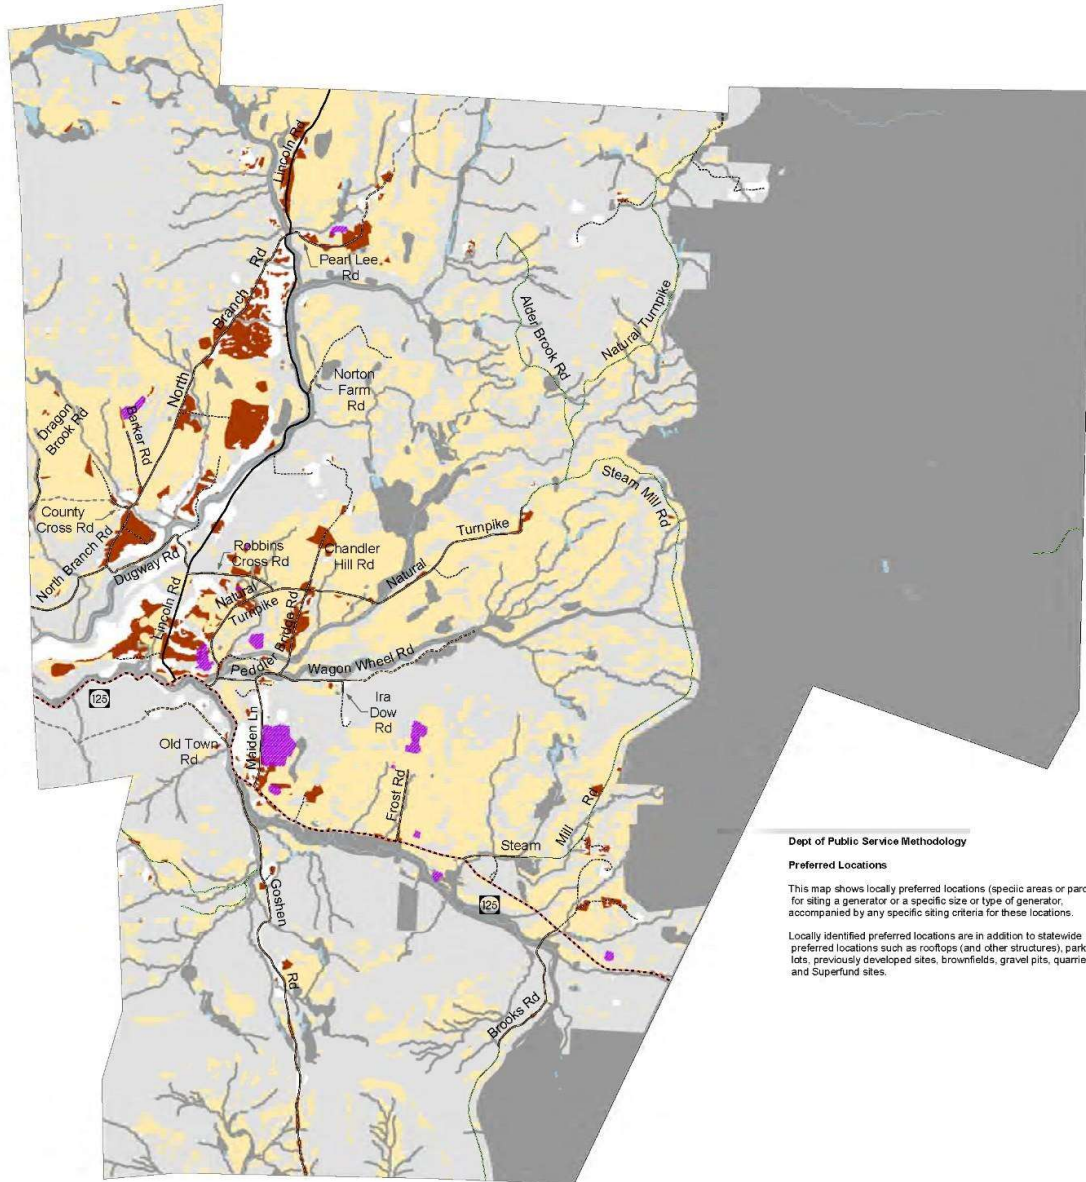 Lincoln Rd
Pearl Lee
Rd
North
Branch
Rd
Alder Brook Rd
Natural Turnpike
Norton
Farm
Rd
Dragon
Brook Rd
Barker Rd
Steam Mill Rd
County
Cross Rd
Turnpike
North Branch Rd
Dugway Rd
Robbins
Cross Rd
Chandler
Hill Rd
Natural
Natural
Turnpike
Lincoln Rd
Peddler Bridge Rd
Wagon Wheel Rd
125
Ira
Dow
Rd
Old Town
Rd
Maiden Ln
Frost Rd
Steam
Mill
Rd
125
Goshen
Rd
Brooks Rd
Dept of Public Service Methodology
Preferred Locations
This map shows locally preferred locations (speciic areas or parc
for siting a generator or a specific size or type of generator,
accompanied by any specific siting criteria for these locations.
Locally identified preferred locations are in addition to statewide
preferred locations such as rooftops (and other structures), park
lots, previously developed sites, brownfields, gravel pits, quarrie
and Superfund sites.